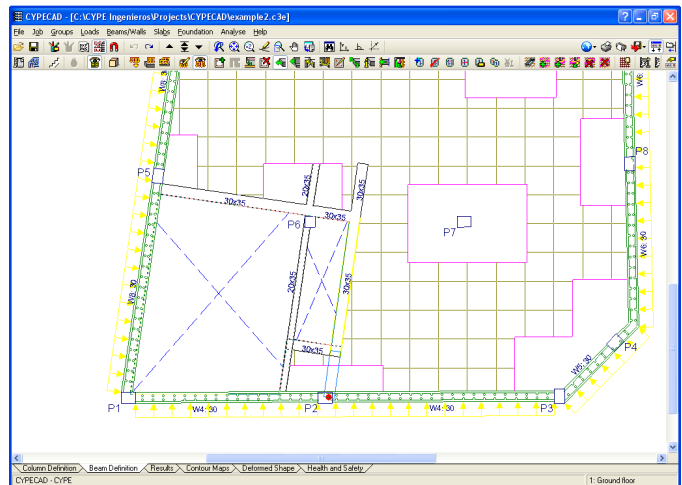 CYPECAD - [C:\CYPE Ingenieros\Projects\CYPECAD\example2.c3e]
File Job Groups Loads Beams/Walls Slabs Foundation Analyse Help
W8: 30
W6:
P5
20x35
30x35
30x35
30x35
P8
P6
P7
W6: 30
W8: 30
20x35
30x35
30x35
P4
W5: 30
P1
W4: 30
P2
W4: 30
P3
Column Definition Beam Definition Results Contour Maps Deformed Shape Health and Safety
CYPECAD - CYPE
1: Ground floor